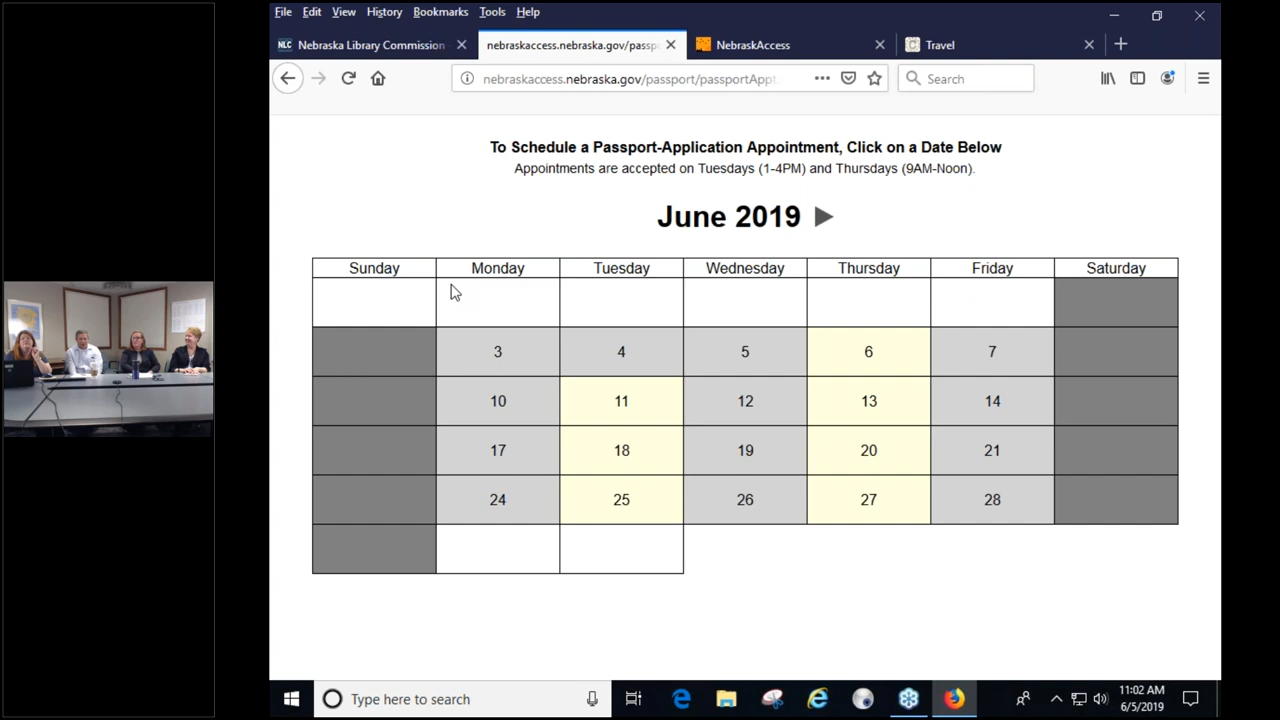 File Edit View History Bookmarks Tools Help
NLC Nebraska Library Commission
nebraskaccess.nebraska.gov/passp
NebraskAccess
Travel
nebraskaccess.nebraska.gov/passport/passportAppt.
Search
To Schedule a Passport-Application Appointment, Click on a Date Below
Appointments are accepted on Tuesdays (1-4PM) and Thursdays (9AM-Noon).
June 2019
Sunday Monday Tuesday Wednesday Thursday Friday Saturday
3 4 5 6 7
10 11 12 13 14
17 18 19 20 21
24 25 26 27 28
Type here to search
11:02 AM
6/5/2019